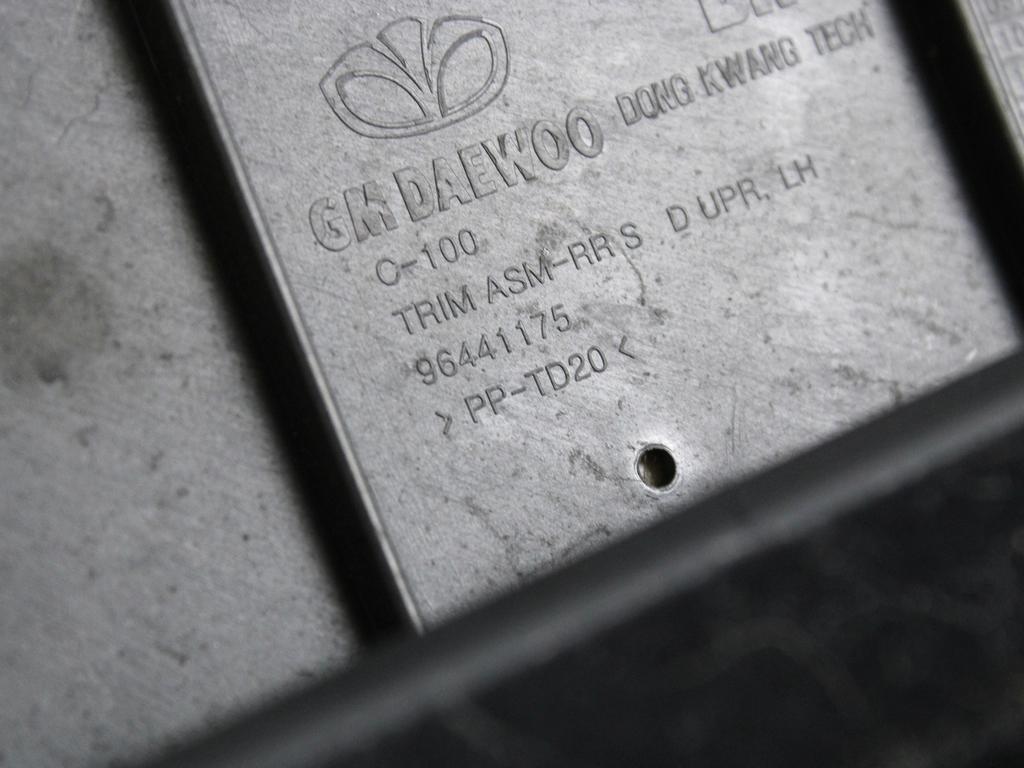 GM DAEWOO DONG KWANG TECH
C-100
TRIM ASM-RR S D UPR, LH
96441175
> PP-TD20 <